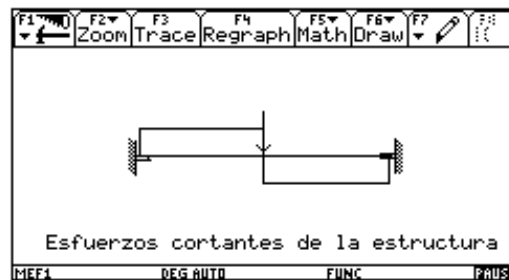 F1 F2 Zoom F3 Trace F4 Regraph F5 Math F6 Draw F7
Esfuerzos cortantes de la estructura
MEF1 DEG AUTO FUNC PAUS